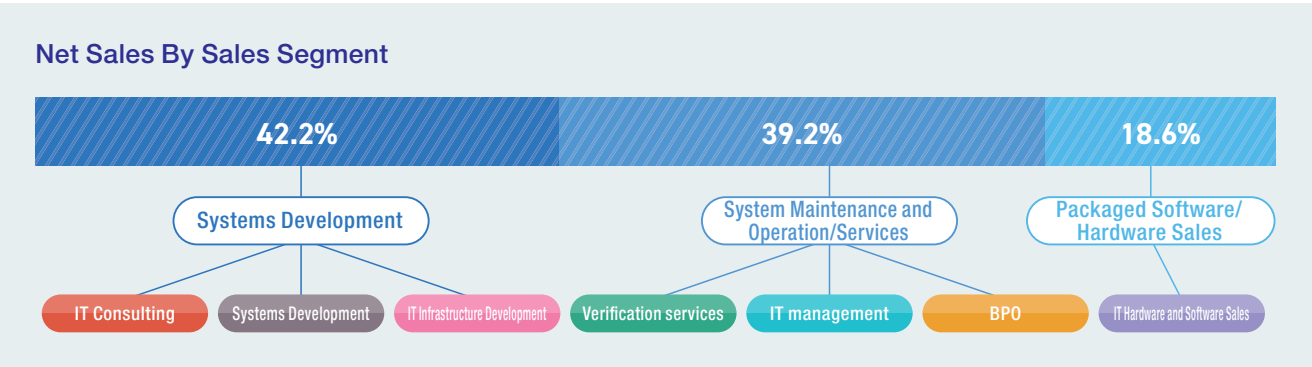 Net Sales By Sales Segment
42.2%
39.2%
18.6%
Systems Development
System Maintenance and
Operation/Services
Packaged Software/
Hardware Sales
IT Consulting
Systems Development
IT Infrastructure Development
Verification services
IT management
BPO
IT Hardware and Software Sales